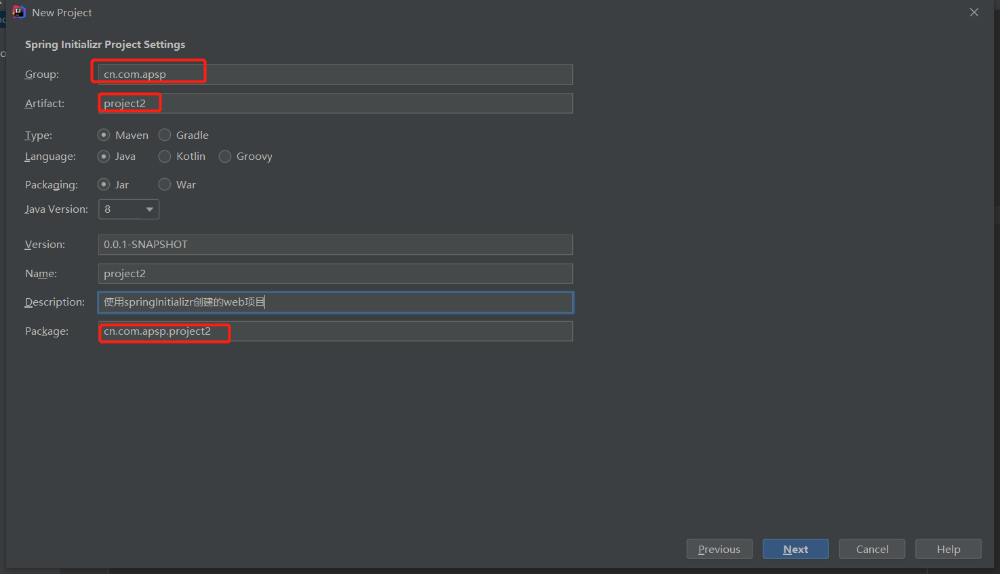 New Project
Spring Initializr Project Settings
Group: cn.com.apsp
Artifact: project2
Type: Maven Gradle
Language: Java Kotlin Groovy
Packaging: Jar War
Java Version: 8
Version: 0.0.1-SNAPSHOT
Name: project2
Description: 使用springInitializr创建的web项目
Package: cn.com.apsp.project2
Previous Next Cancel Help